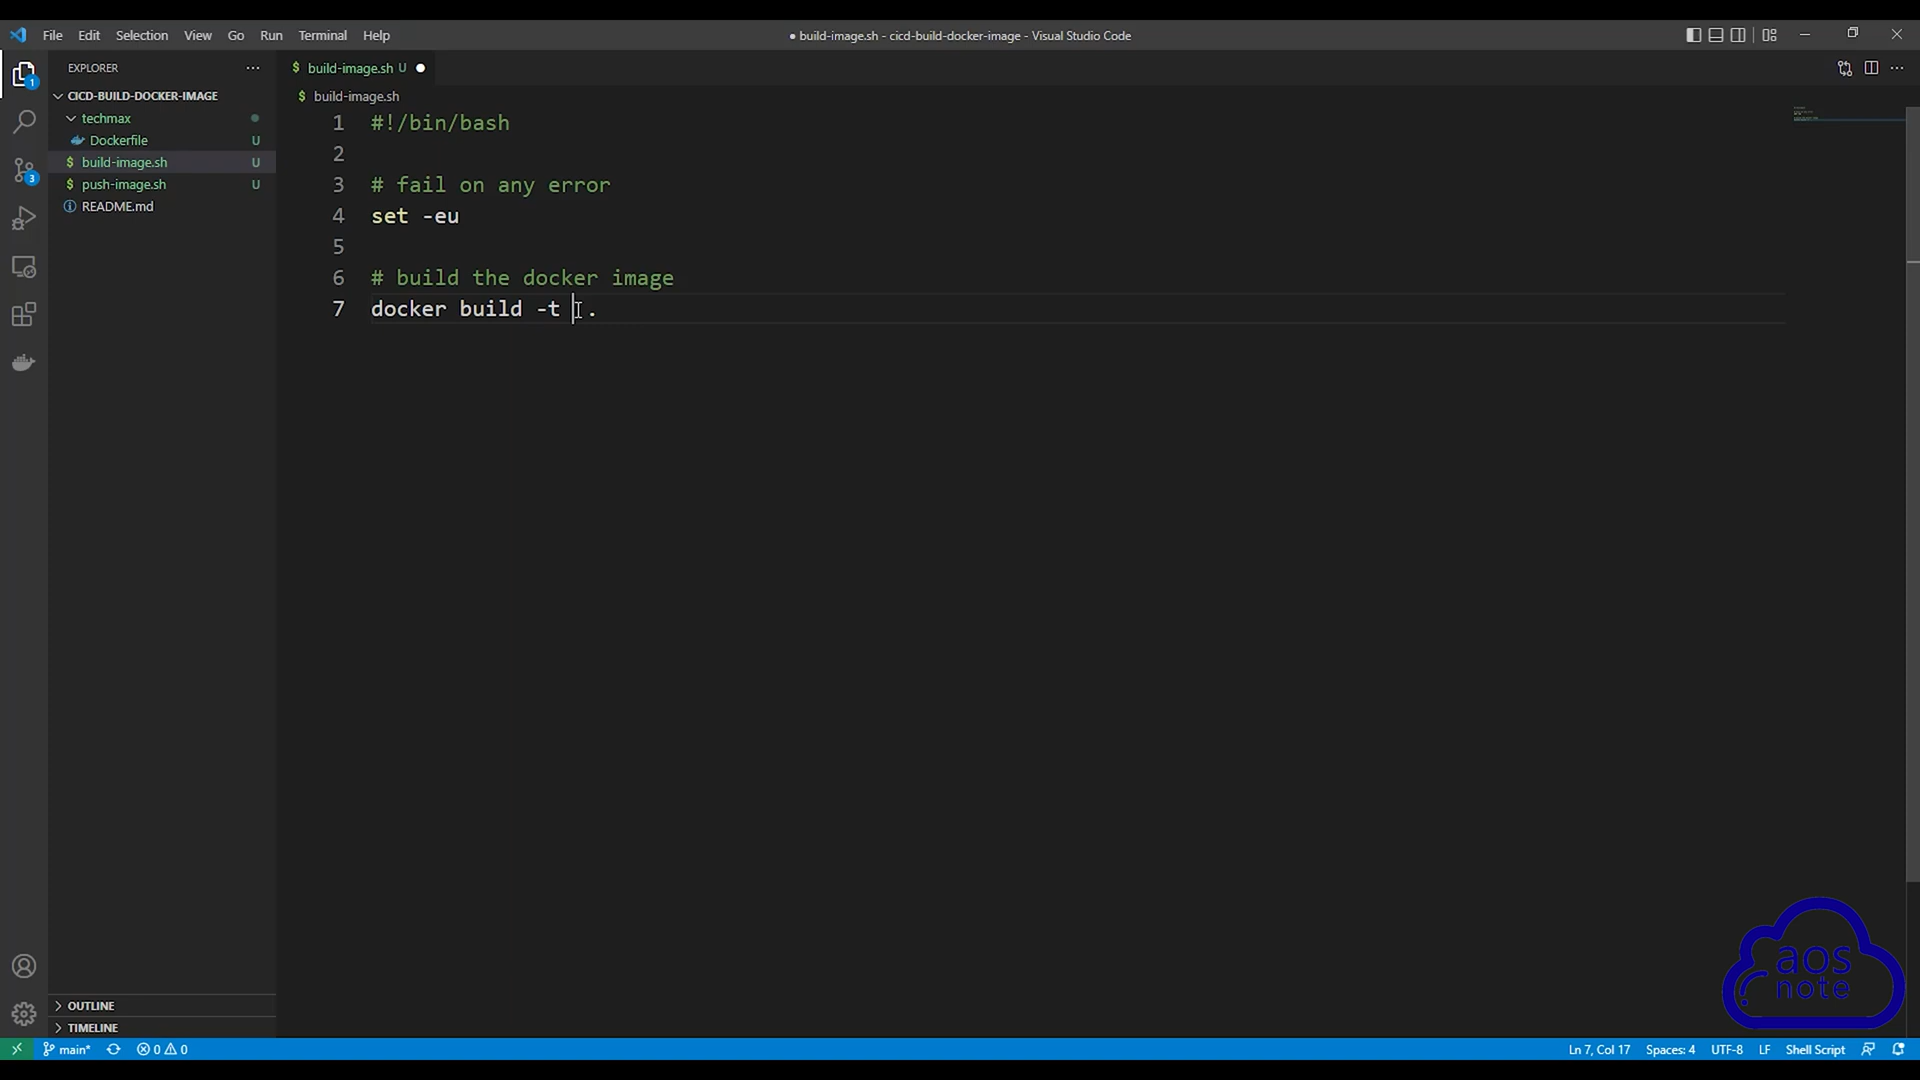 File Edit Selection View Go Run Terminal Help
● build-image.sh - cicd-build-docker-image - Visual Studio Code
EXPLORER ...
$ build-image.sh U ●
CICD-BUILD-DOCKER-IMAGE
$ build-image.sh
techmax
Dockerfile U
$ build-image.sh U
$ push-image.sh U
README.md
1
3
1 #!/bin/bash
2
3 # fail on any error
4 set -eu
5
6 # build the docker image
7 docker build -t  .
OUTLINE
TIMELINE
main* 0 0
Ln 7, Col 17 Spaces: 4 UTF-8 LF Shell Script
aos
note